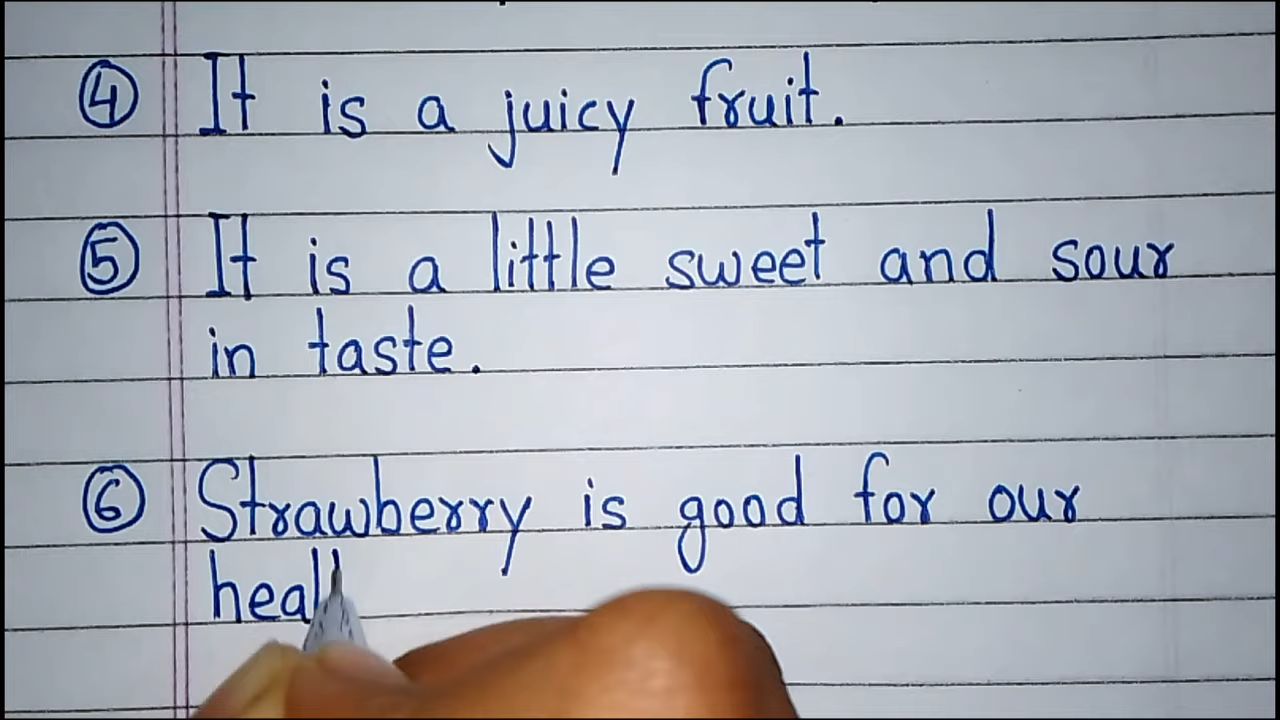 ④ It is a juicy fruit.
⑤ It is a little sweet and sour
in taste.
⑥ Strawberry is good for our
heal